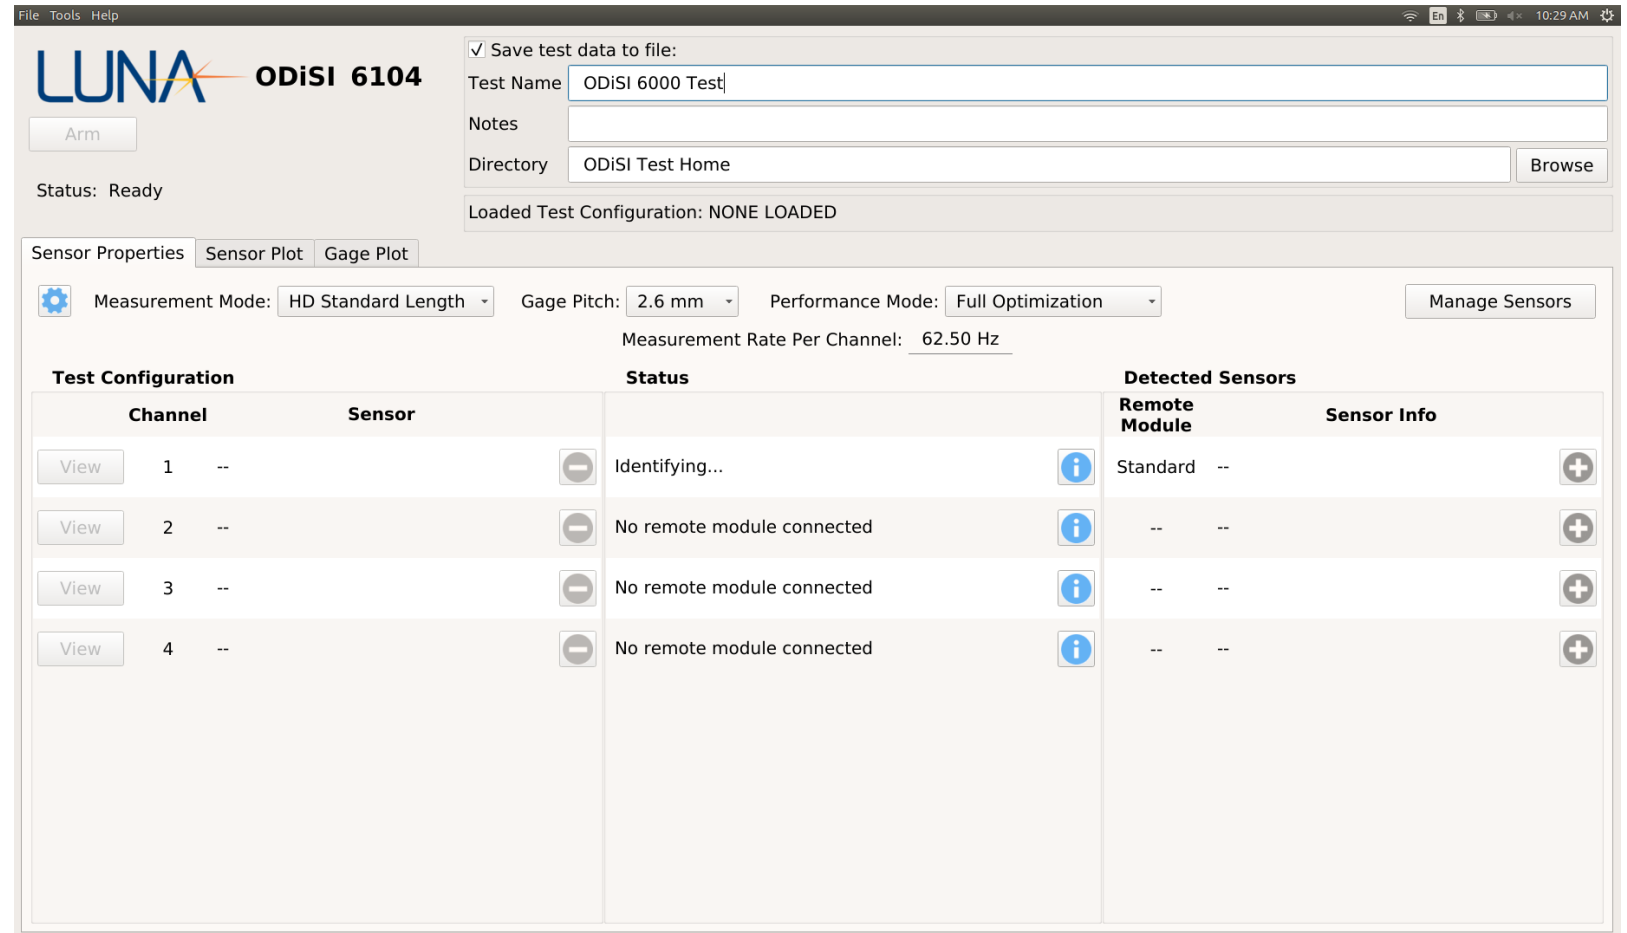 File Tools Help
En 10:29 AM
LUNA ODiSI 6104
Arm
Status: Ready
Save test data to file:
Test Name ODiSI 6000 Test
Notes
Directory ODiSI Test Home Browse
Loaded Test Configuration: NONE LOADED
Sensor Properties Sensor Plot Gage Plot
Measurement Mode: HD Standard Length Gage Pitch: 2.6 mm Performance Mode: Full Optimization Manage Sensors
Measurement Rate Per Channel: 62.50 Hz
Test Configuration Status Detected Sensors
Channel Sensor Remote Module Sensor Info
View 1 -- Identifying... Standard --
View 2 -- No remote module connected -- --
View 3 -- No remote module connected -- --
View 4 -- No remote module connected -- --